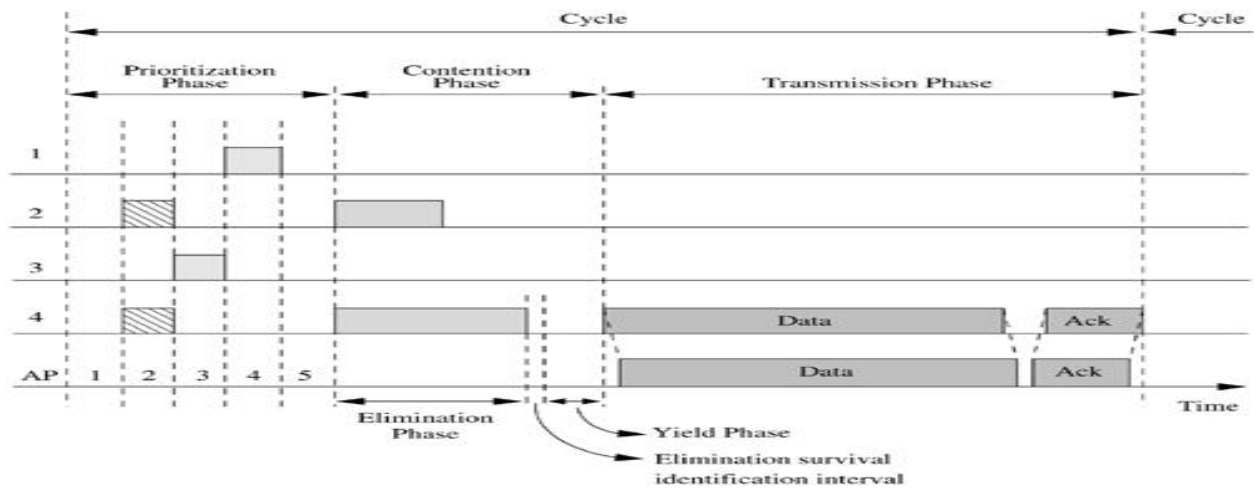 Cycle
Cycle
Prioritization
Phase
Contention
Phase
Transmission Phase
1
2
3
4
Data
Ack
AP
1
2
3
4
5
Data
Ack
Time
Elimination
Phase
Yield Phase
Elimination survival
identification interval